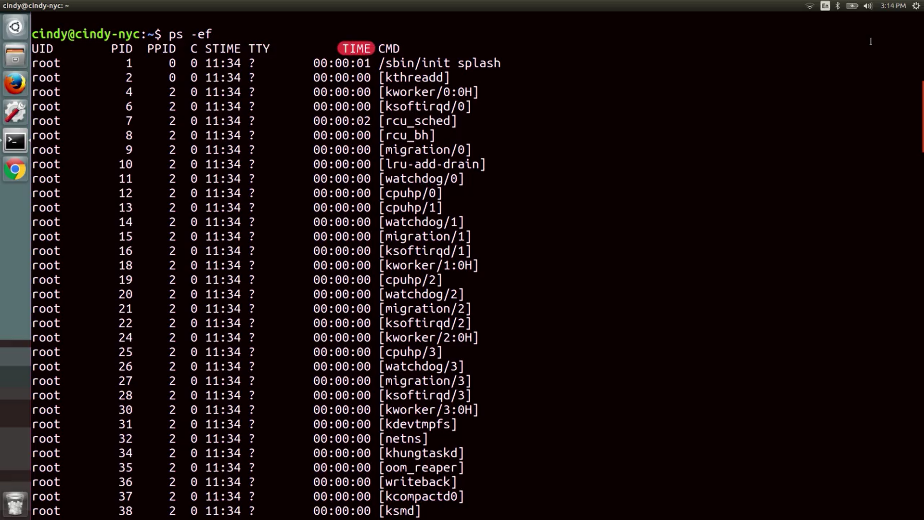 cindy@cindy-nyc: ~
En
3:14 PM
cindy@cindy-nyc:~$ ps -ef
UID PID PPID C STIME TTY TIME CMD
root 1 0 0 11:34 ? 00:00:01 /sbin/init splash
root 2 0 0 11:34 ? 00:00:00 [kthreadd]
root 4 2 0 11:34 ? 00:00:00 [kworker/0:0H]
root 6 2 0 11:34 ? 00:00:00 [ksoftirqd/0]
root 7 2 0 11:34 ? 00:00:02 [rcu_sched]
root 8 2 0 11:34 ? 00:00:00 [rcu_bh]
root 9 2 0 11:34 ? 00:00:00 [migration/0]
root 10 2 0 11:34 ? 00:00:00 [lru-add-drain]
root 11 2 0 11:34 ? 00:00:00 [watchdog/0]
root 12 2 0 11:34 ? 00:00:00 [cpuhp/0]
root 13 2 0 11:34 ? 00:00:00 [cpuhp/1]
root 14 2 0 11:34 ? 00:00:00 [watchdog/1]
root 15 2 0 11:34 ? 00:00:00 [migration/1]
root 16 2 0 11:34 ? 00:00:00 [ksoftirqd/1]
root 18 2 0 11:34 ? 00:00:00 [kworker/1:0H]
root 19 2 0 11:34 ? 00:00:00 [cpuhp/2]
root 20 2 0 11:34 ? 00:00:00 [watchdog/2]
root 21 2 0 11:34 ? 00:00:00 [migration/2]
root 22 2 0 11:34 ? 00:00:00 [ksoftirqd/2]
root 24 2 0 11:34 ? 00:00:00 [kworker/2:0H]
root 25 2 0 11:34 ? 00:00:00 [cpuhp/3]
root 26 2 0 11:34 ? 00:00:00 [watchdog/3]
root 27 2 0 11:34 ? 00:00:00 [migration/3]
root 28 2 0 11:34 ? 00:00:00 [ksoftirqd/3]
root 30 2 0 11:34 ? 00:00:00 [kworker/3:0H]
root 31 2 0 11:34 ? 00:00:00 [kdevtmpfs]
root 32 2 0 11:34 ? 00:00:00 [netns]
root 34 2 0 11:34 ? 00:00:00 [khungtaskd]
root 35 2 0 11:34 ? 00:00:00 [oom_reaper]
root 36 2 0 11:34 ? 00:00:00 [writeback]
root 37 2 0 11:34 ? 00:00:00 [kcompactd0]
root 38 2 0 11:34 ? 00:00:00 [ksmd]